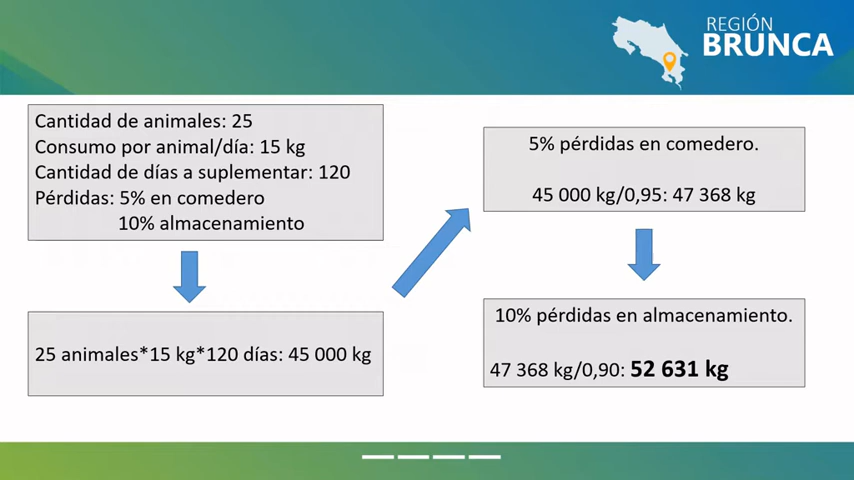 REGIÓN
BRUNCA
Cantidad de animales: 25
Consumo por animal/día: 15 kg
Cantidad de días a suplementar: 120
Pérdidas: 5% en comedero
10% almacenamiento
25 animales*15 kg*120 días: 45 000 kg
5% pérdidas en comedero.
45 000 kg/0,95: 47 368 kg
10% pérdidas en almacenamiento.
47 368 kg/0,90: 52 631 kg